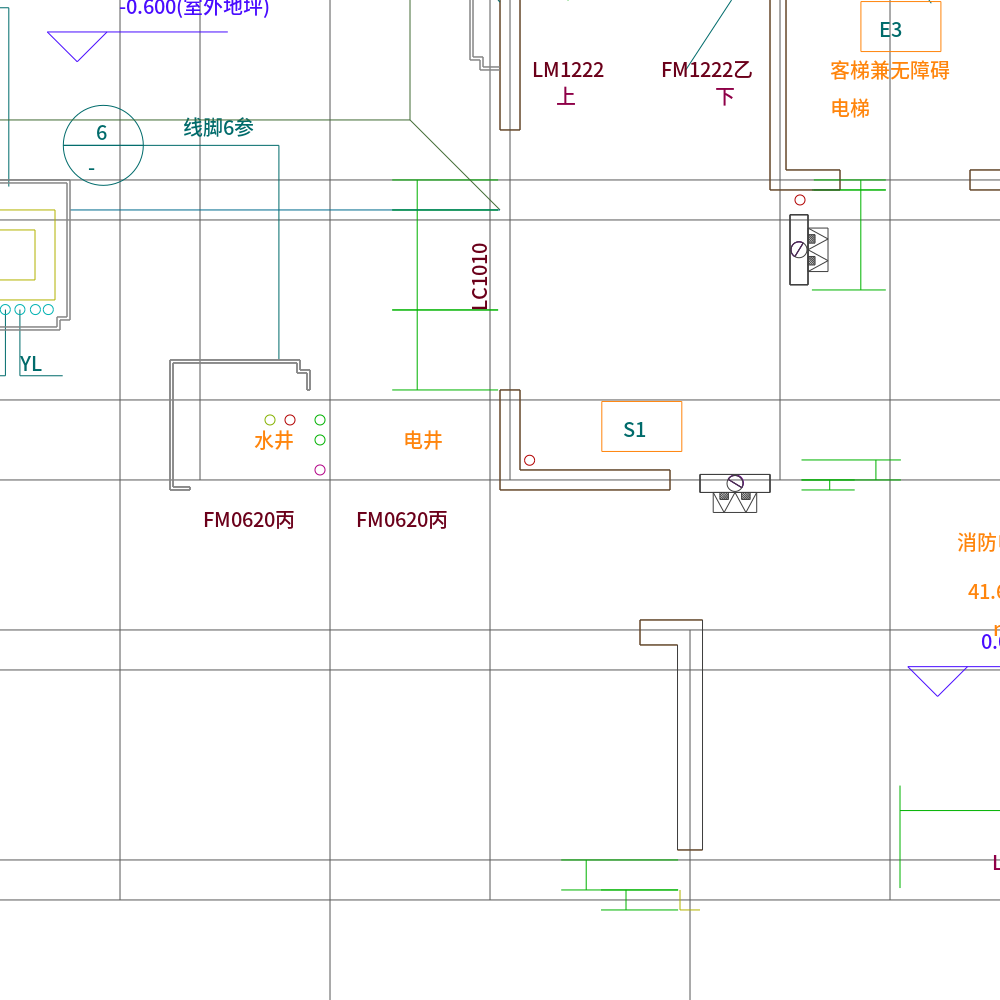 -0.600(室外地坪)
E3
LM1222
上
FM1222乙
下
客梯兼无障碍
电梯
6
-
线脚6参
LC1010
YL
水井
电井
S1
FM0620丙
FM0620丙
消防
41.6
0.